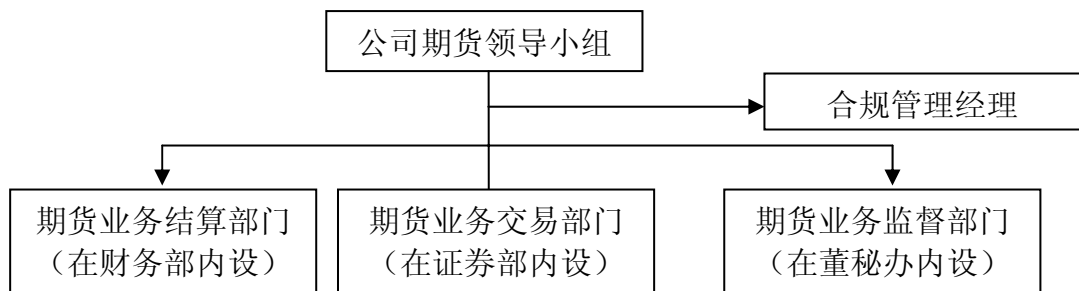 公司期货领导小组
合规管理经理
期货业务结算部门
（在财务部内设）
期货业务交易部门
（在证券部内设）
期货业务监督部门
（在董秘办内设）